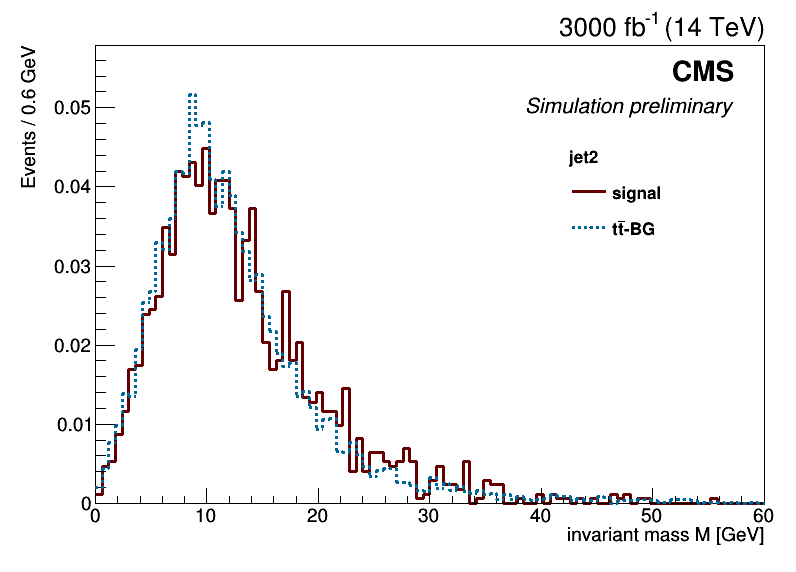 3000 fb⁻¹ (14 TeV)
CMS
Simulation preliminary
jet2
signal
tt̄-BG
Events / 0.6 GeV
0.05
0.04
0.03
0.02
0.01
0
0 10 20 30 40 50 60
invariant mass M [GeV]